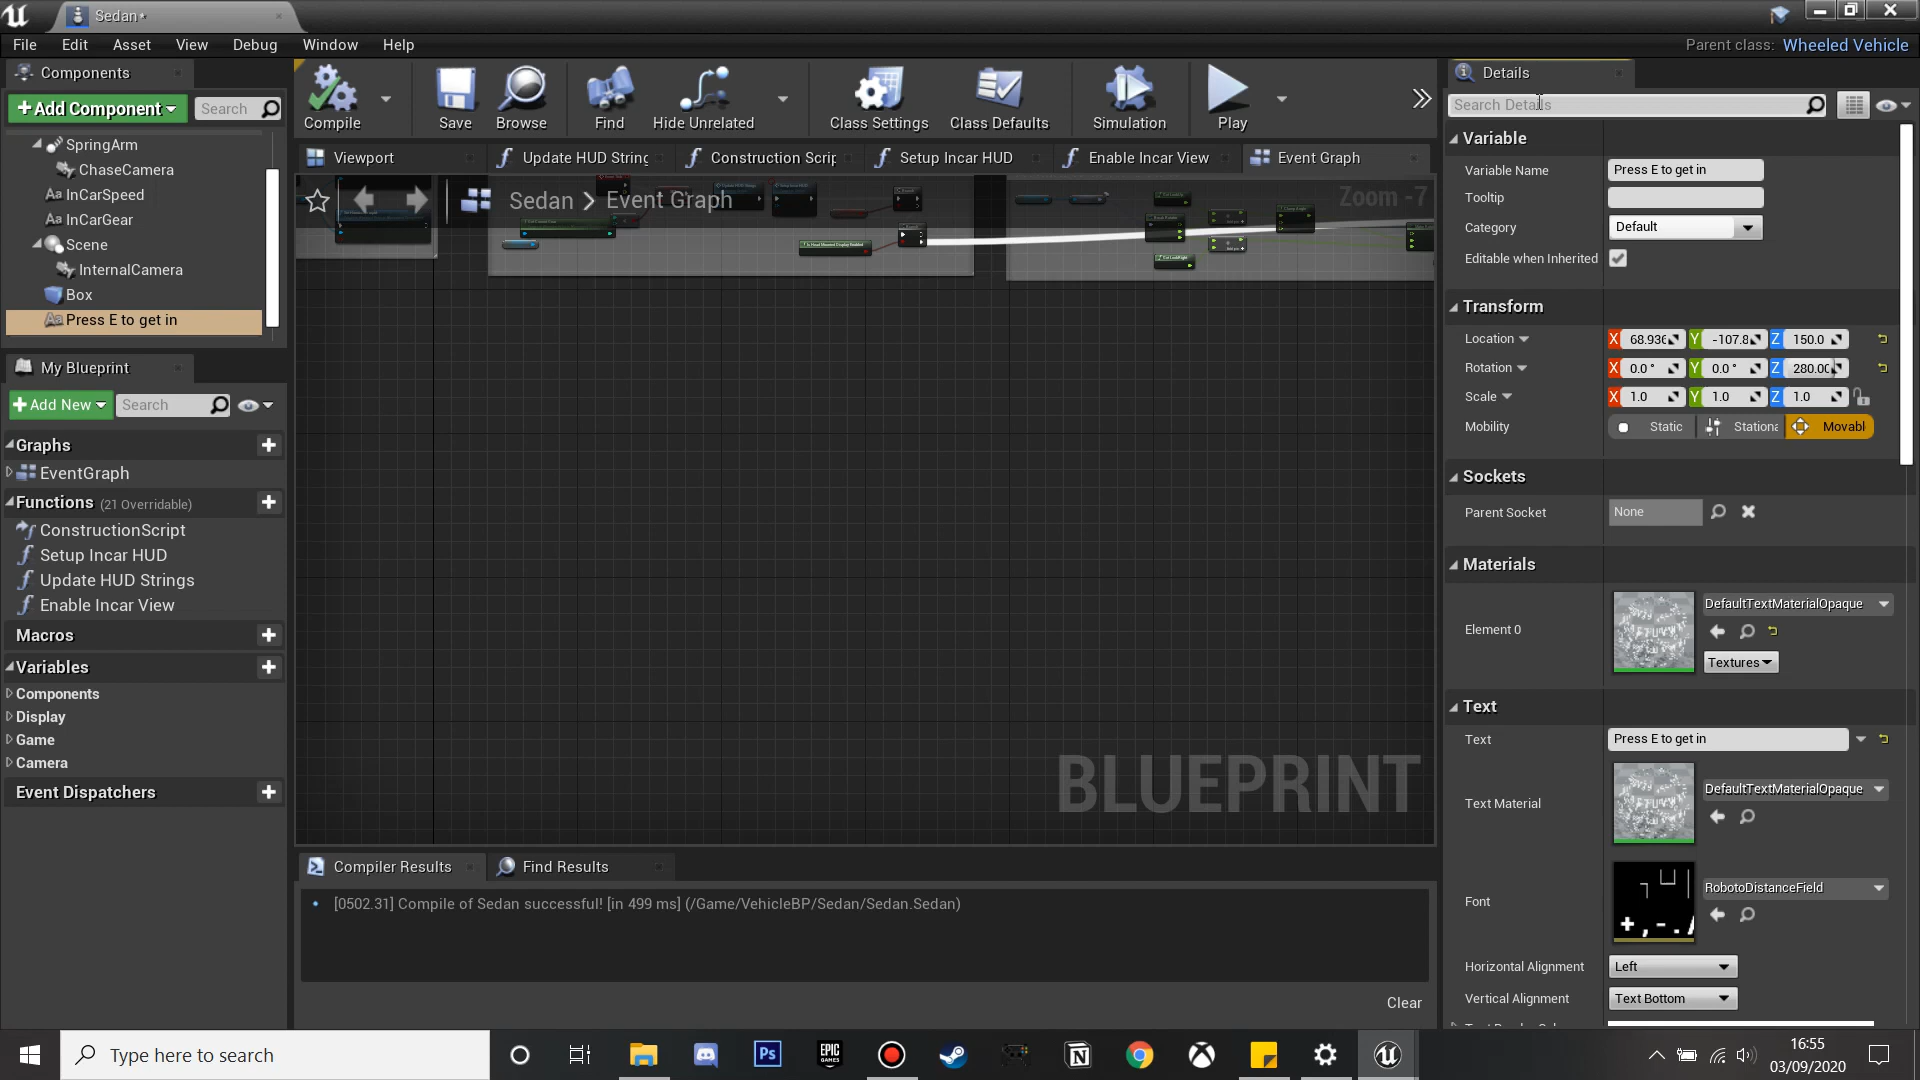 Sedan*
File Edit Asset View Debug Window Help
Parent class: Wheeled Vehicle
Components
+Add Component
Search
SpringArm
ChaseCamera
InCarSpeed
InCarGear
Scene
InternalCamera
Box
Press E to get in
My Blueprint
+Add New
Search
Graphs
EventGraph
Functions (21 Overridable)
ConstructionScript
Setup Incar HUD
Update HUD Strings
Enable Incar View
Macros
Variables
Components
Display
Game
Camera
Event Dispatchers
Compile Save Browse Find Hide Unrelated Class Settings Class Defaults Simulation Play
Viewport Update HUD String Construction Scrip Setup Incar HUD Enable Incar View Event Graph
Sedan > Event Graph
Zoom -7
BLUEPRINT
Compiler Results Find Results
[0502.31] Compile of Sedan successful! [in 499 ms] (/Game/VehicleBP/Sedan/Sedan.Sedan)
Clear
Details
Search Details
Variable
Variable Name Press E to get in
Tooltip
Category Default
Editable when Inherited
Transform
Location X 68.936 Y -107.8 Z 150.0
Rotation X 0.0° Y 0.0° Z 280.00
Scale X 1.0 Y 1.0 Z 1.0
Mobility Static Stationa Movabl
Sockets
Parent Socket None
Materials
Element 0 DefaultTextMaterialOpaque
Textures
Text
Text Press E to get in
Text Material DefaultTextMaterialOpaque
Font RobotoDistanceField
Horizontal Alignment Left
Vertical Alignment Text Bottom
Type here to search
Ps
EPIC GAMES
16:55
03/09/2020